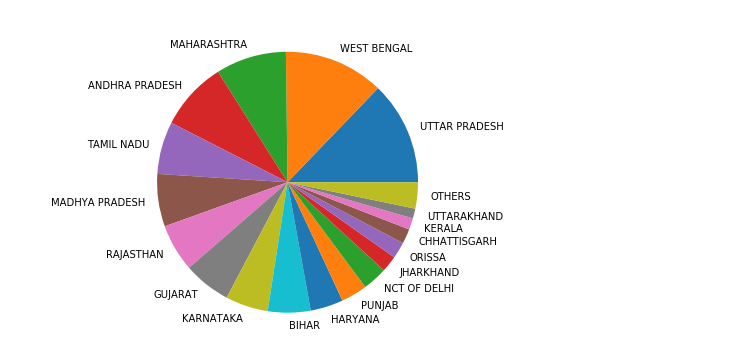 MAHARASHTRA
WEST BENGAL
ANDHRA PRADESH
UTTAR PRADESH
TAMIL NADU
MADHYA PRADESH
OTHERS
UTTARAKHAND
KERALA
CHHATTISGARH
RAJASTHAN
ORISSA
JHARKHAND
NCT OF DELHI
GUJARAT
PUNJAB
KARNATAKA
HARYANA
BIHAR